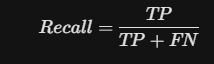 Recall = TP / (TP + FN)